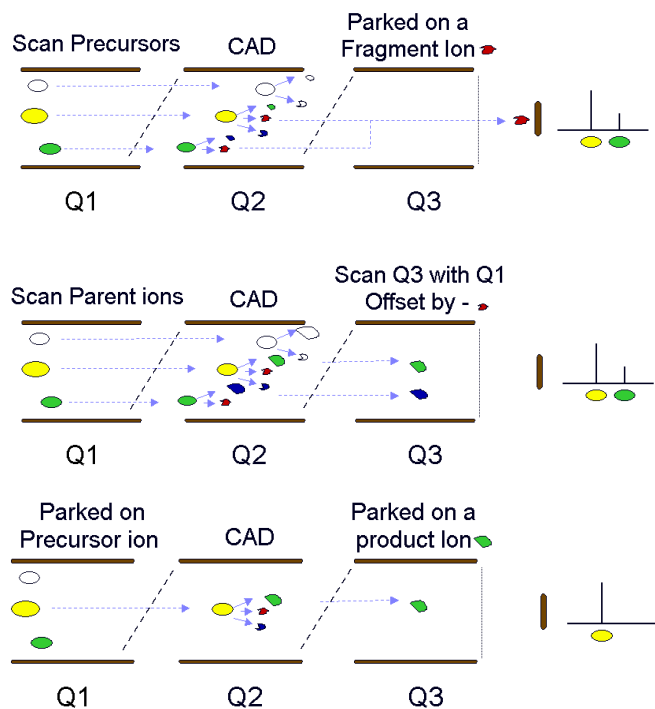 Scan Precursors
CAD
Parked on a
Fragment Ion
Q1
Q2
Q3
Scan Parent ions
CAD
Scan Q3 with Q1
Offset by -
Q1
Q2
Q3
Parked on
Precursor ion
CAD
Parked on a
product Ion
Q1
Q2
Q3